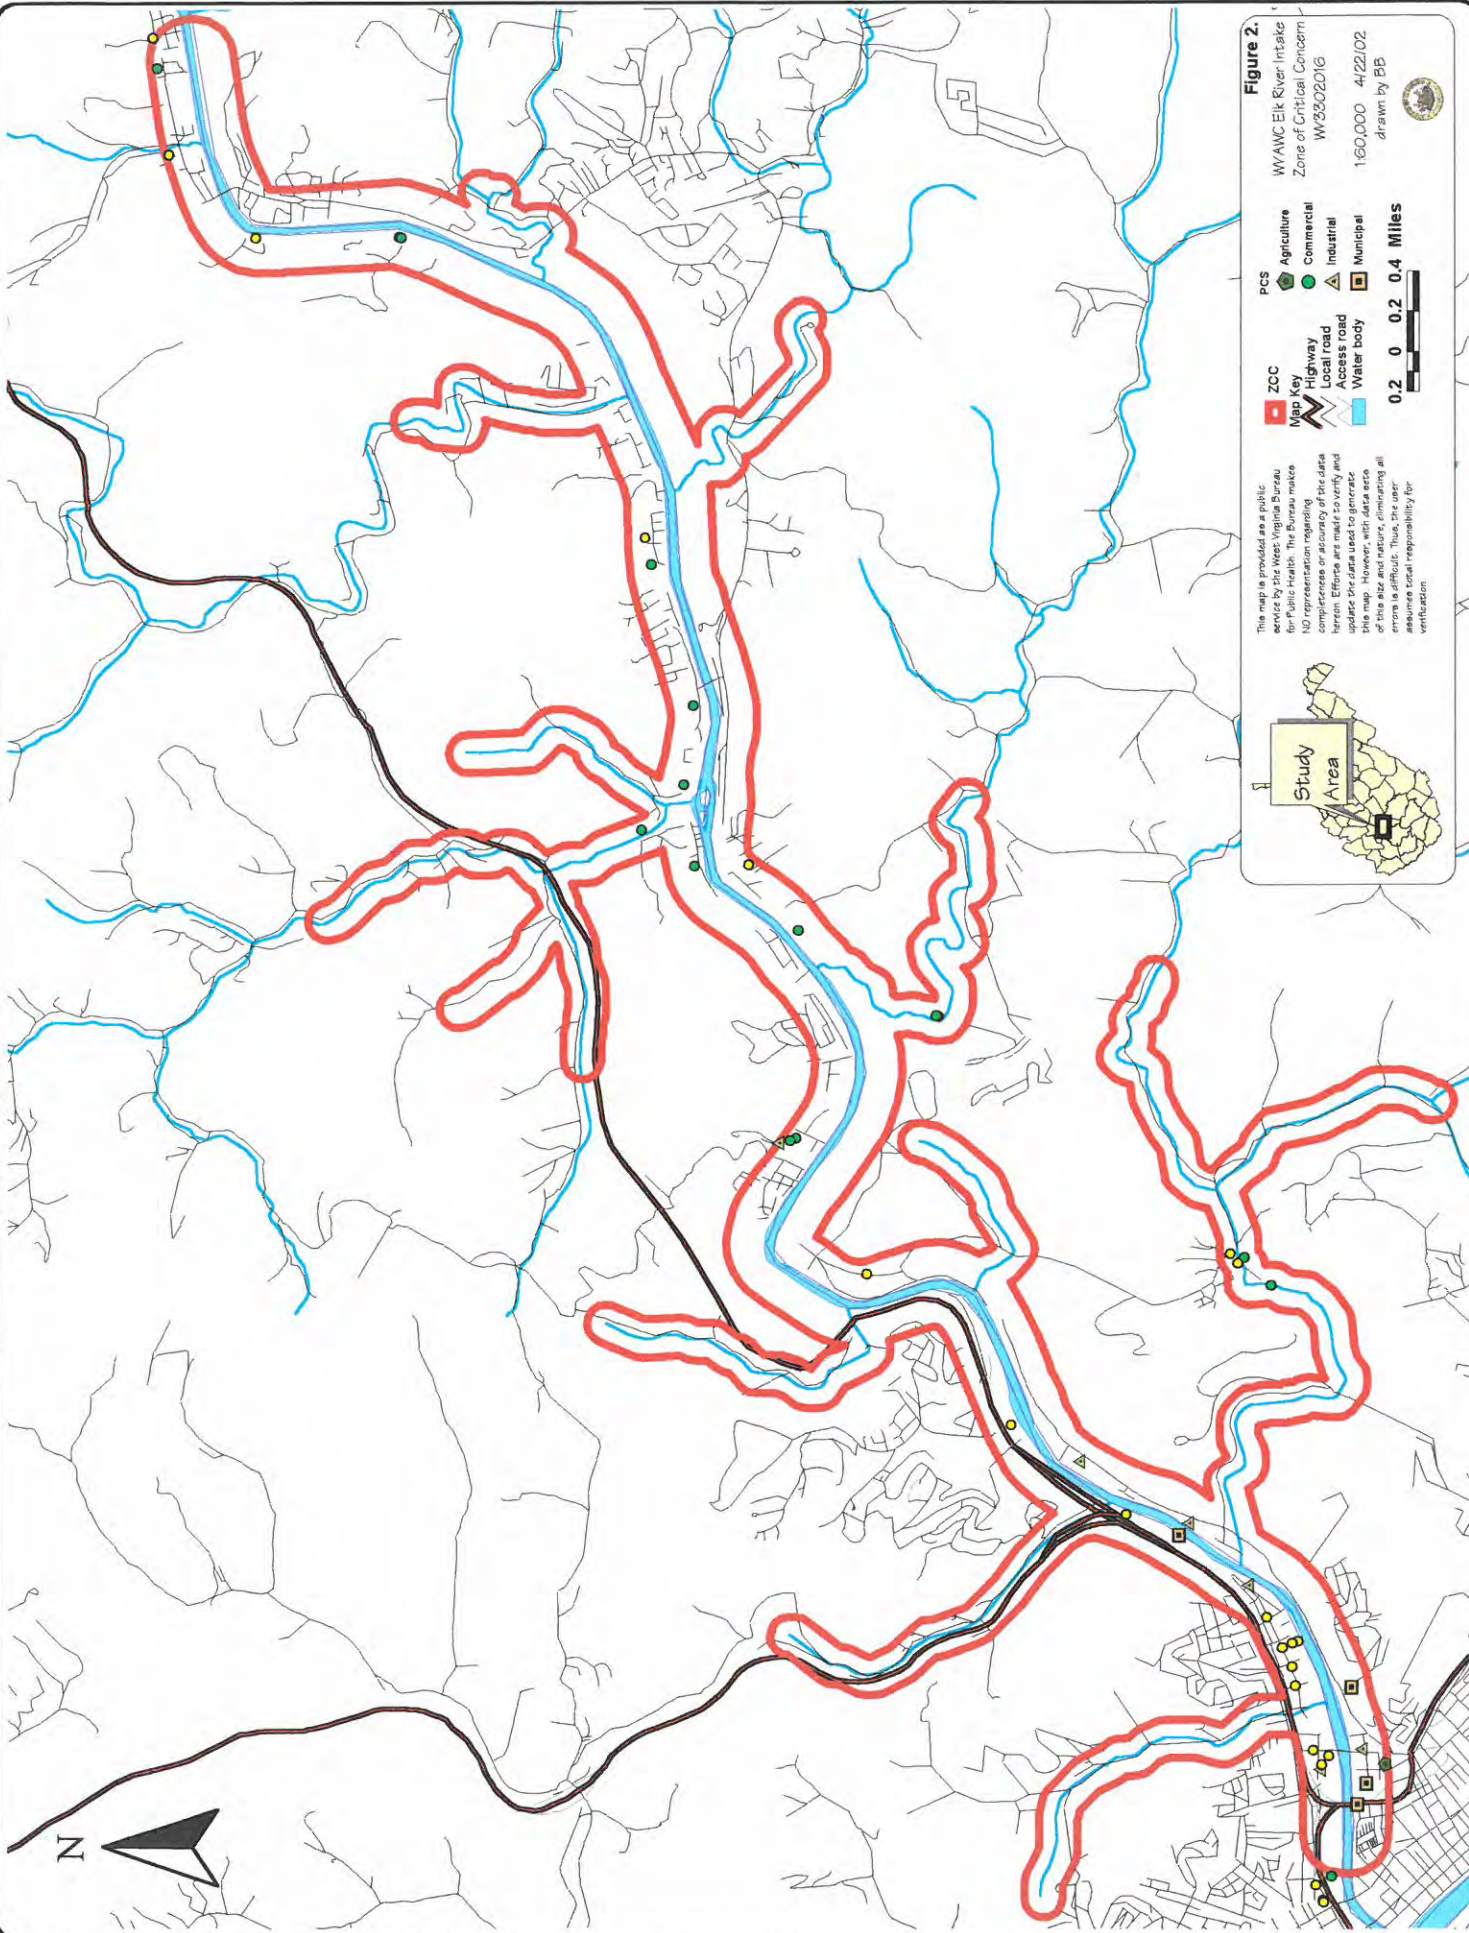 Figure 2.
WVAWC Elk River Intake
Zone of Critical Concern
WV3302016
1:60,000 4/22/02
drawn by BB
PCS
Agriculture
Commercial
Industrial
Municipal
ZCC
Map Key
Highway
Local road
Access road
Water body
0.2 0 0.2 0.4 Miles
This map is provided as a public
service by the West Virginia Bureau
for Public Health. The Bureau makes
NO representation regarding
completeness or accuracy of the data
hereon. Efforts are made to verify and
update the data used to generate
this map. However, with data sets
of this size and nature, eliminating all
errors is difficult. Thus, the user
assumes total responsibility for
verification
Study
Area
N